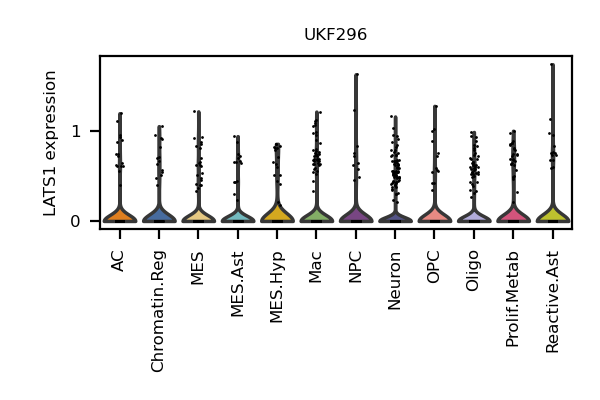 UKF296
LATS1 expression
1
0
AC
Chromatin.Reg
MES
MES.Ast
MES.Hyp
Mac
NPC
Neuron
OPC
Oligo
Prolif.Metab
Reactive.Ast